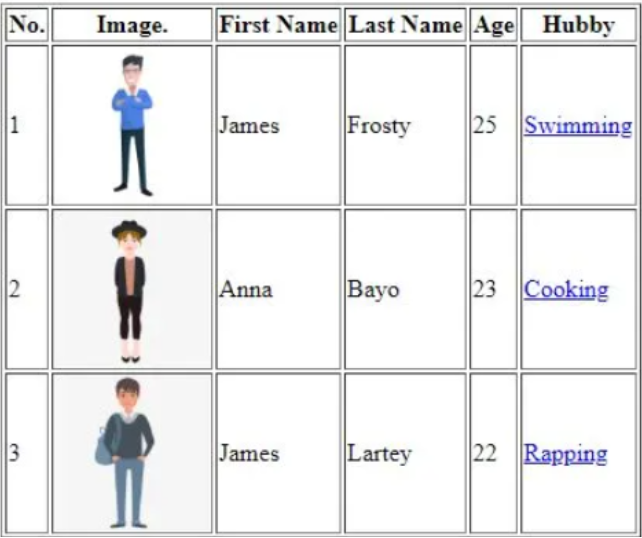 No. Image. First Name Last Name Age Hubby
1 James Frosty 25 Swimming
2 Anna Bayo 23 Cooking
3 James Lartey 22 Rapping